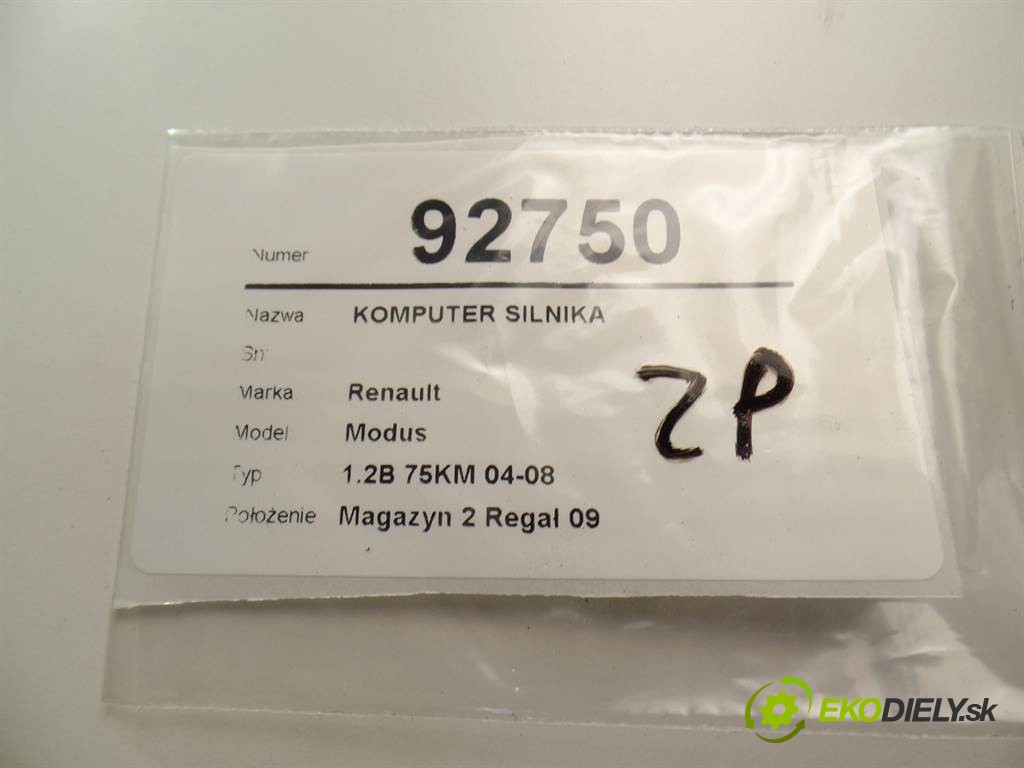 Numer 92750
Nazwa KOMPUTER SILNIKA
Sn:
Marka Renault
Model Modus
Typ 1.2B 75KM 04-08
Położenie Magazyn 2 Regał 09
ZP
EKODIELY.sk